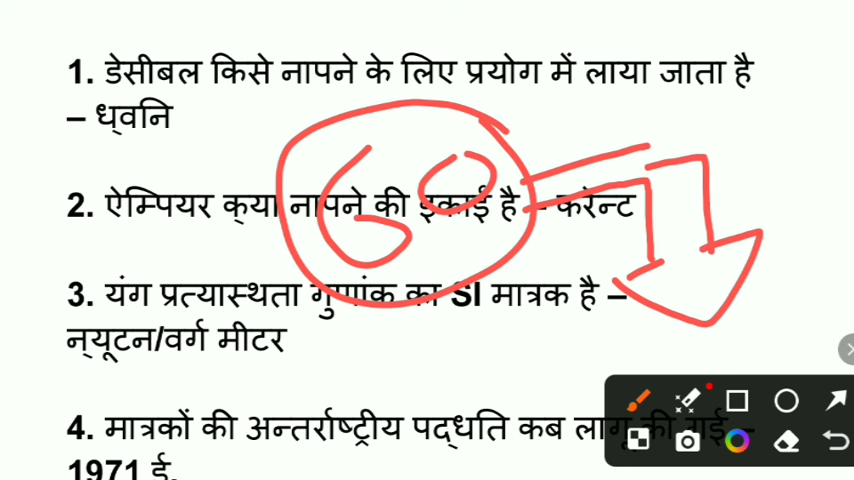 1. डेसीबल किसे नापने के लिए प्रयोग में लाया जाता है
– ध्वनि
60
2. ऐम्पियर क्या नापने की इकाई है – करेन्ट
3. यंग प्रत्यास्थता गुणांक का SI मात्रक है –
न्यूटन/वर्ग मीटर
4. मात्रकों की अन्तर्राष्ट्रीय पद्धति कब लागू की गई –
1971 ई.